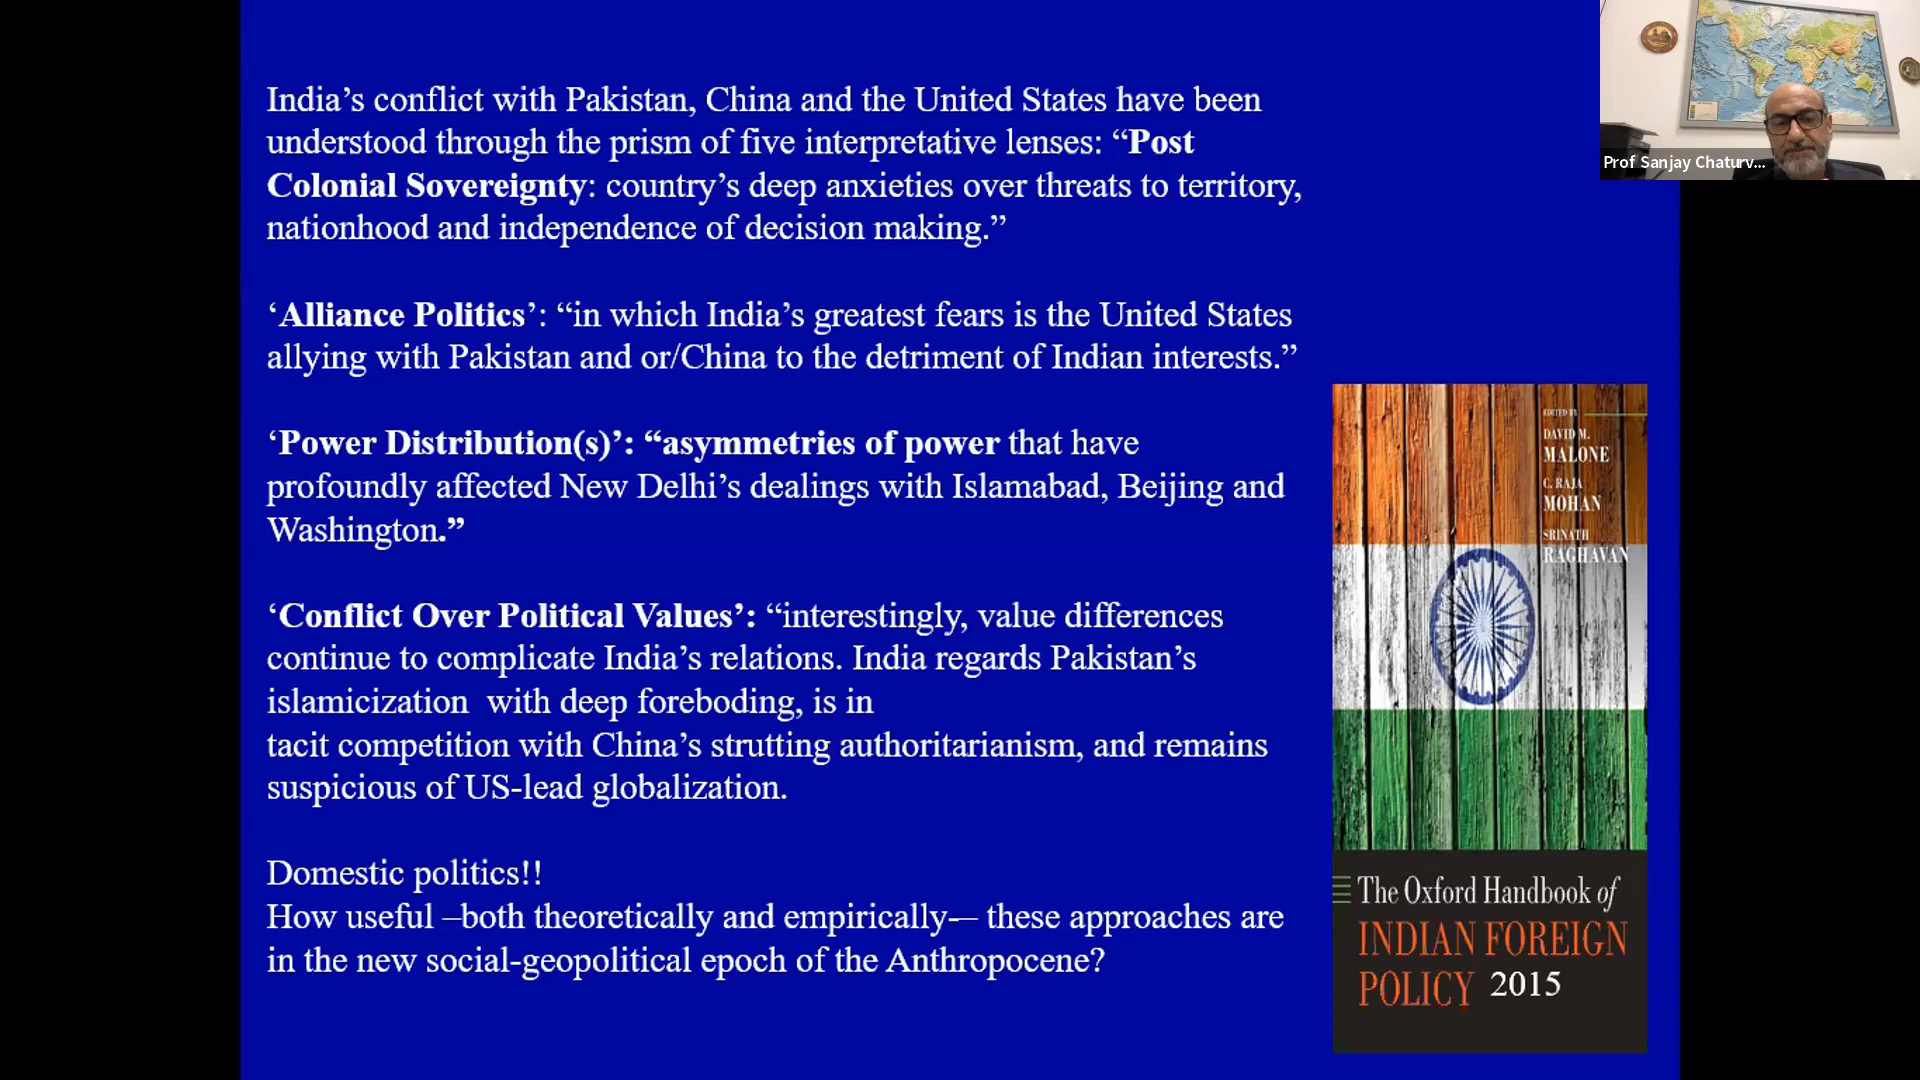 India’s conflict with Pakistan, China and the United States have been
understood through the prism of five interpretative lenses: “Post
Colonial Sovereignty: country’s deep anxieties over threats to territory,
nationhood and independence of decision making.”
‘Alliance Politics’: “in which India’s greatest fears is the United States
allying with Pakistan and or/China to the detriment of Indian interests.”
‘Power Distribution(s)’: “asymmetries of power that have
profoundly affected New Delhi’s dealings with Islamabad, Beijing and
Washington.”
‘Conflict Over Political Values’: “interestingly, value differences
continue to complicate India’s relations. India regards Pakistan’s
islamicization  with deep foreboding, is in
tacit competition with China’s strutting authoritarianism, and remains
suspicious of US-lead globalization.
Domestic politics!!
How useful –both theoretically and empirically-– these approaches are
in the new social-geopolitical epoch of the Anthropocene?
EDITED BY
DAVID M.
MALONE
C. RAJA
MOHAN
SRINATH
RAGHAVAN
The Oxford Handbook of
INDIAN FOREIGN
POLICY 2015
Prof Sanjay Chaturv...